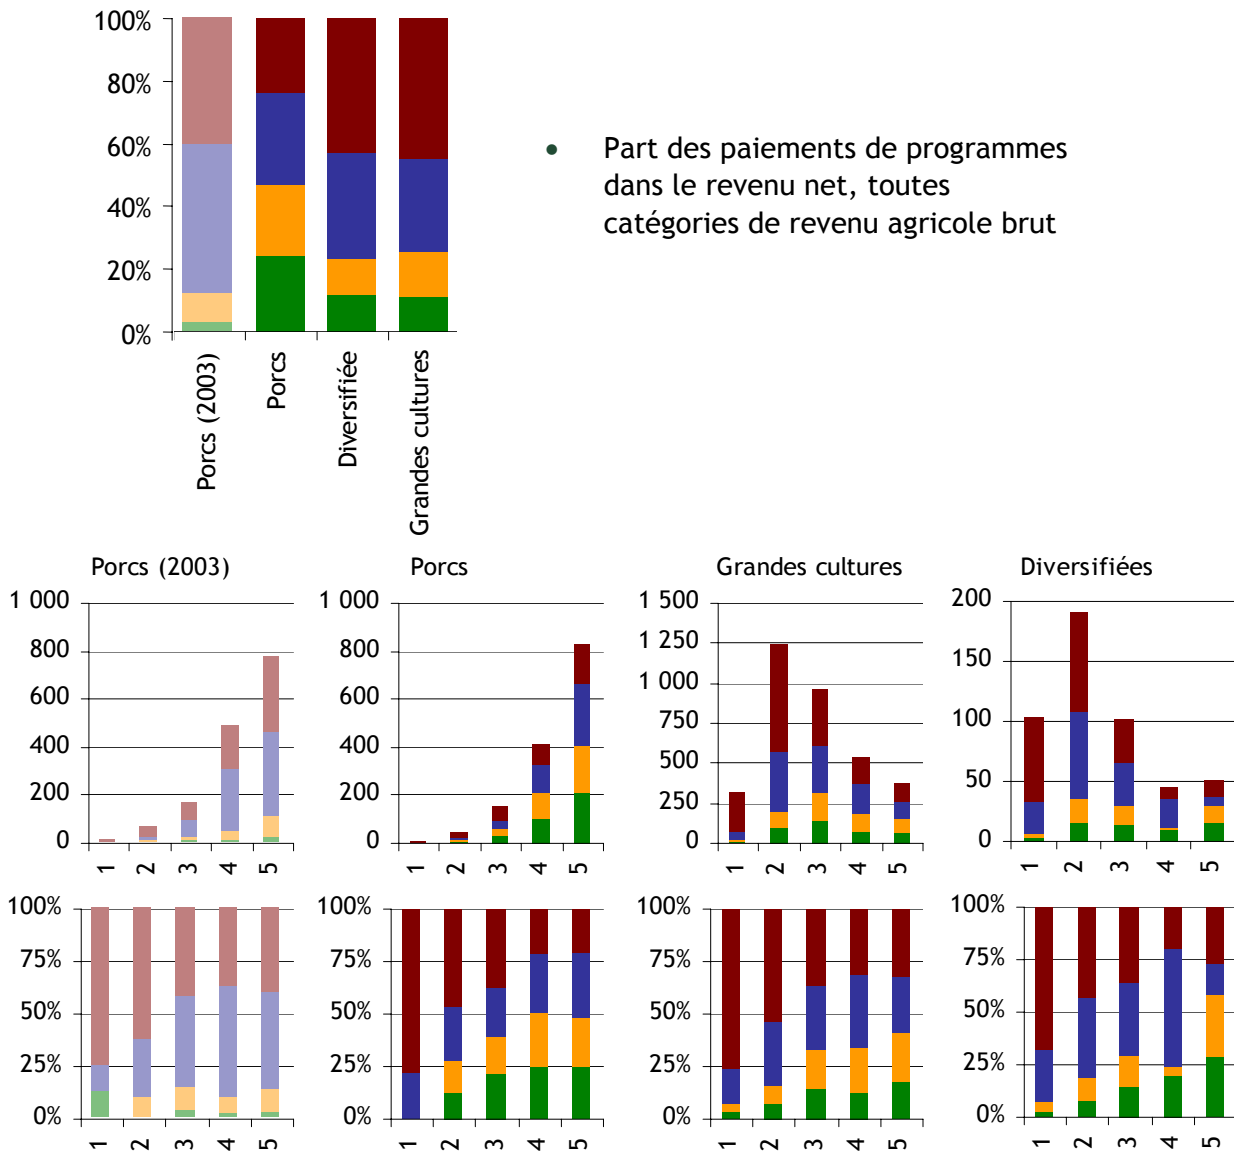 100%
80%
60%
40%
20%
0%
Porcs (2003)
Porcs
Diversifiée
Grandes cultures
• Part des paiements de programmes
dans le revenu net, toutes
catégories de revenu agricole brut
Porcs (2003)
1 000
800
600
400
200
0
1 2 3 4 5
Porcs
1 000
800
600
400
200
0
1 2 3 4 5
Grandes cultures
1 500
1 250
1 000
750
500
250
0
1 2 3 4 5
Diversifiées
200
150
100
50
0
1 2 3 4 5
100%
75%
50%
25%
0%
1 2 3 4 5
100%
75%
50%
25%
0%
1 2 3 4 5
100%
75%
50%
25%
0%
1 2 3 4 5
100%
75%
50%
25%
0%
1 2 3 4 5